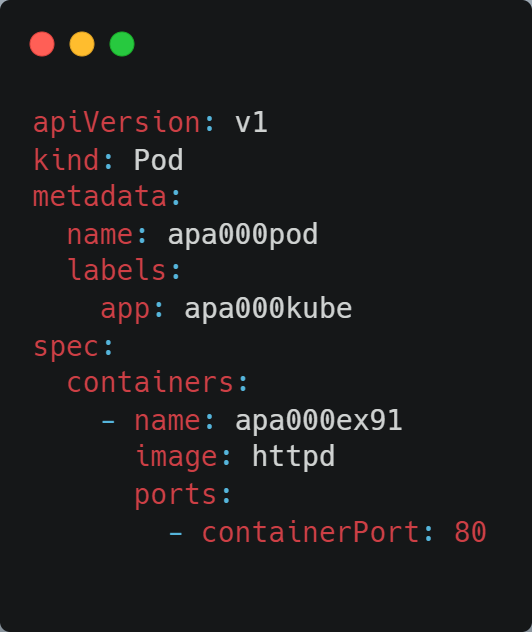 apiVersion: v1
kind: Pod
metadata:
  name: apa000pod
  labels:
    app: apa000kube
spec:
  containers:
    - name: apa000ex91
      image: httpd
      ports:
        - containerPort: 80